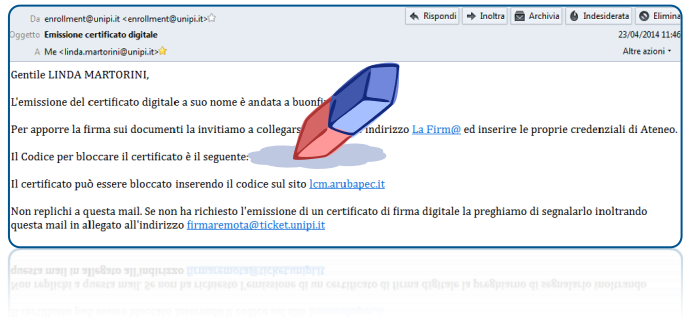 Da enrollment@unipi.it <enrollment@unipi.it>
Rispondi Inoltra Archivia Indesiderata Elimina
Oggetto Emissione certificato digitale 23/04/2014 11:46
A Me <linda.martorini@unipi.it> Altre azioni
Gentile LINDA MARTORINI,
L'emissione del certificato digitale a suo nome è andata a
Per apporre la firma sui documenti la invitiamo a indirizzo La Firm@ ed inserire le proprie credenziali di Ateneo.
Il Codice per bloccare il certificato è il seguente:
Il certificato può essere bloccato inserendo il codice sul sito lcm.arubapec.it
Non replichi a questa mail. Se non ha richiesto l'emissione di un certificato di firma digitale la preghiamo di segnalarlo inoltrando
questa mail in allegato all'indirizzo firmaremota@ticket.unipi.it